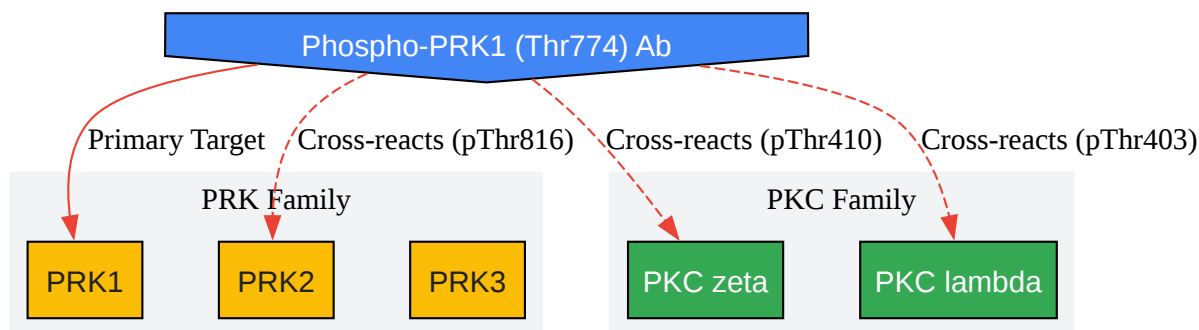 Phospho-PRK1 (Thr774) Ab
Primary Target
Cross-reacts (pThr816)
Cross-reacts (pThr410)
Cross-reacts (pThr403)
PRK Family
PKC Family
PRK1
PRK2
PRK3
PKC zeta
PKC lambda